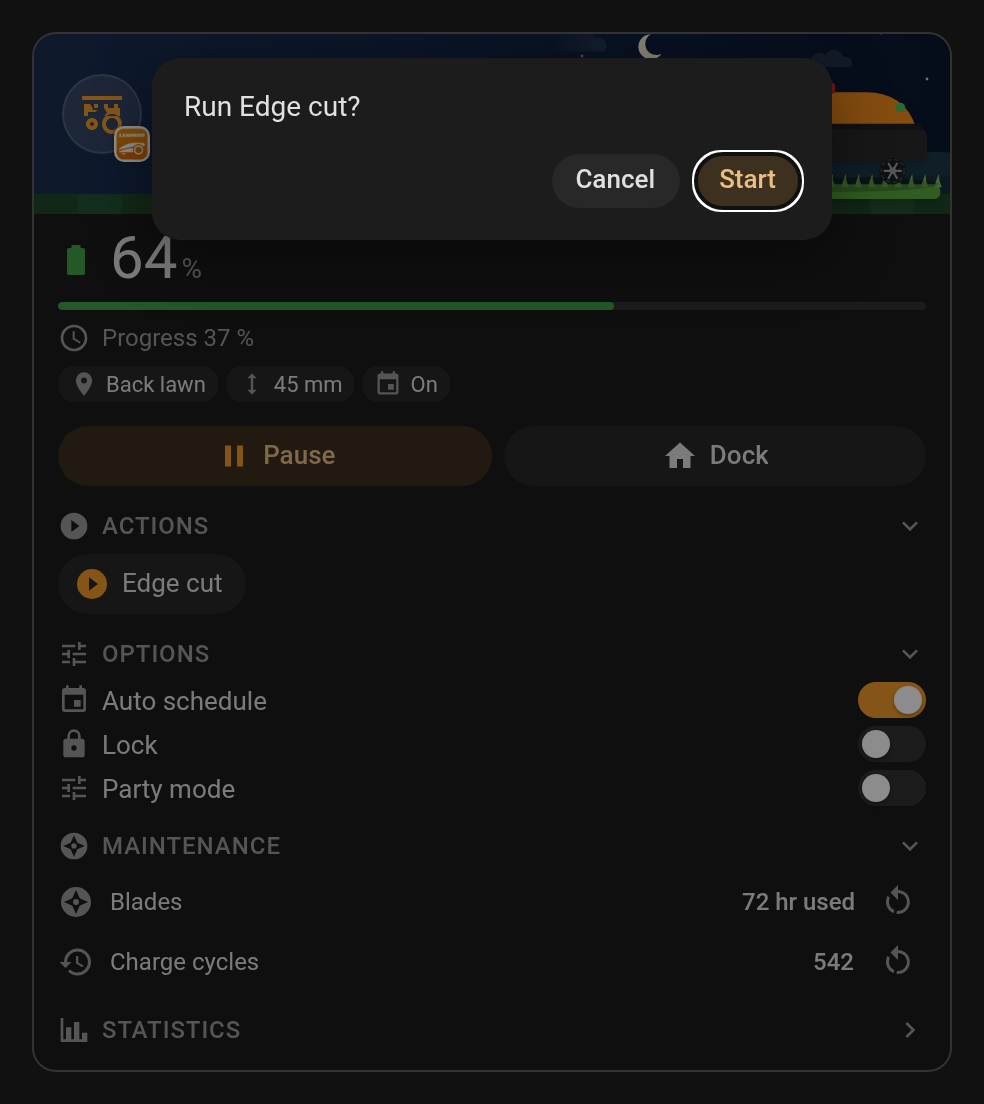 Run Edge cut?
Cancel
Start
64 %
Progress 37 %
Back lawn
45 mm
On
Pause
Dock
ACTIONS
Edge cut
OPTIONS
Auto schedule
Lock
Party mode
MAINTENANCE
Blades
72 hr used
Charge cycles
542
STATISTICS